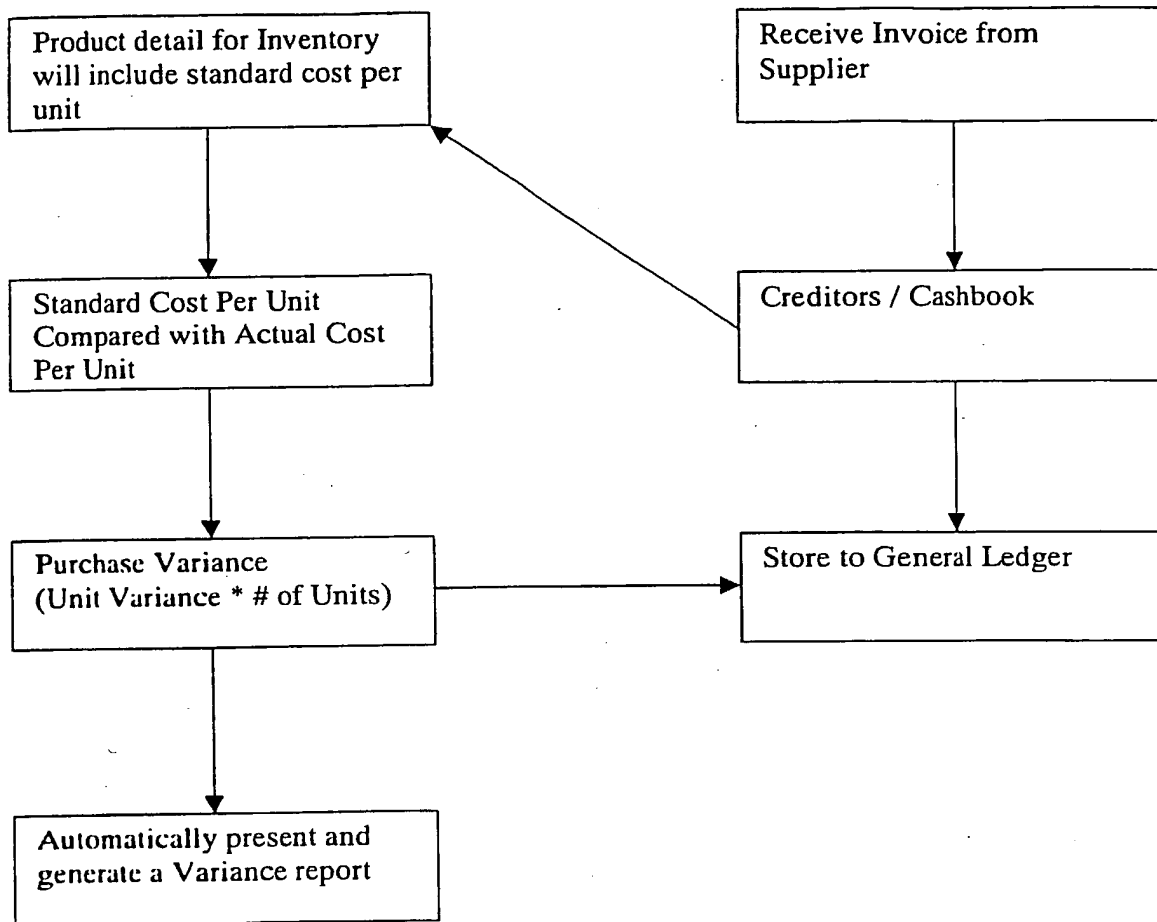 Product detail for Inventory
will include standard cost per
unit
Receive Invoice from
Supplier
Standard Cost Per Unit
Compared with Actual Cost
Per Unit
Creditors / Cashbook
Purchase Variance
(Unit Variance * # of Units)
Store to General Ledger
Automatically present and
generate a Variance report